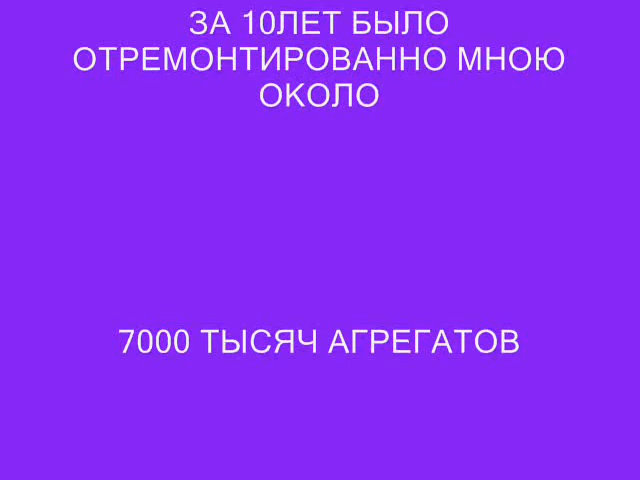 ЗА 10ЛЕТ БЫЛО
ОТРЕМОНТИРОВАННО МНОЮ
ОКОЛО
7000 ТЫСЯЧ АГРЕГАТОВ